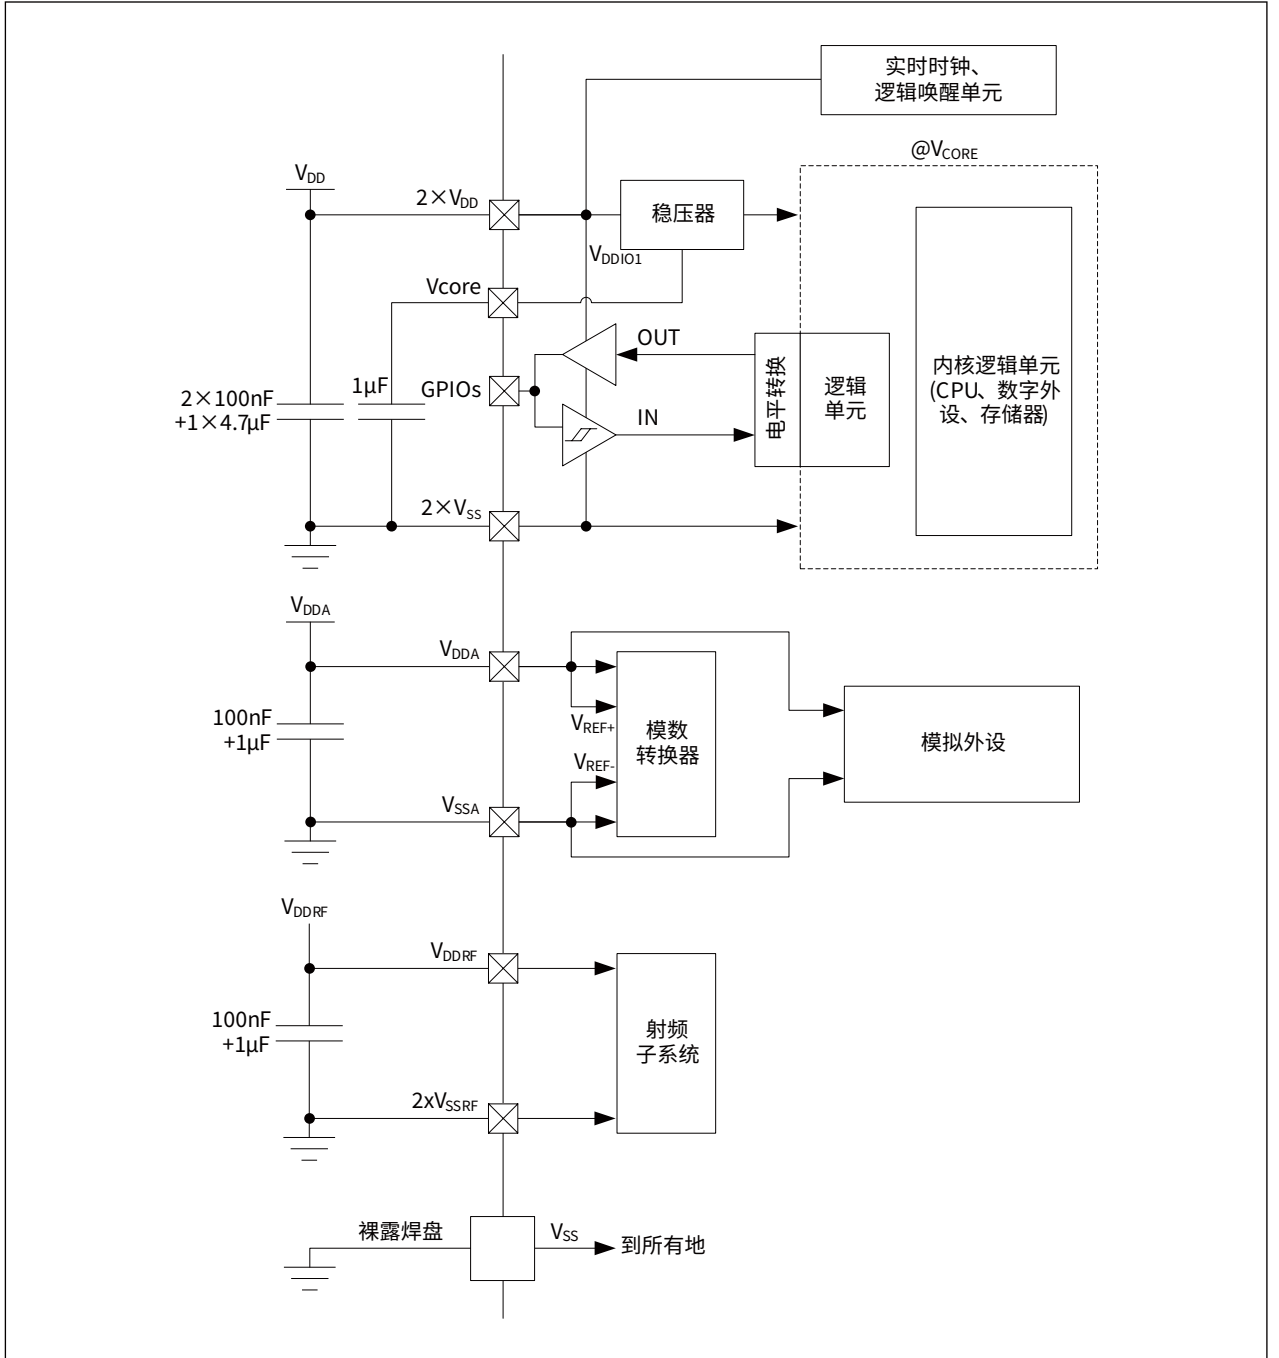 实时时钟、
逻辑唤醒单元
@VCORE
VDD
2×VDD
稳压器
VDDIO1
Vcore
OUT
1μF
GPIOs
2×100nF
+1×4.7μF
IN
电平转换
逻辑
单元
内核逻辑单元
(CPU、数字外
设、存储器)
2×VSS
VDDA
VDDA
100nF
+1μF
VREF+
VREF-
模数
转换器
模拟外设
VSSA
VDDRF
VDDRF
100nF
+1μF
射频
子系统
2xVSSRF
裸露焊盘
VSS
到所有地